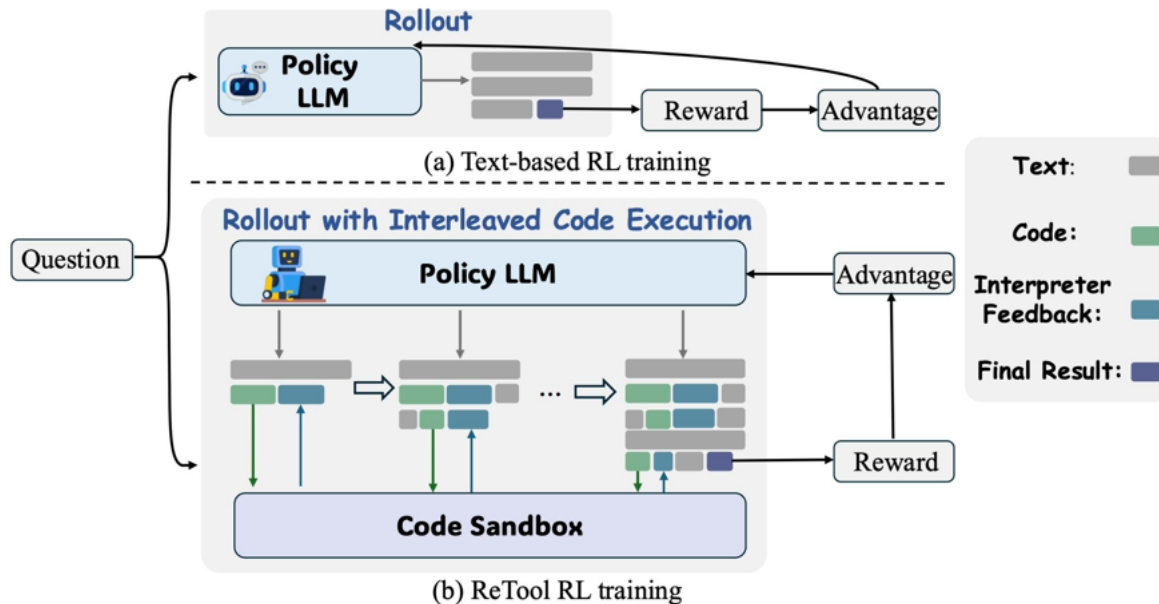 Rollout
Policy
LLM
Reward
Advantage
(a) Text-based RL training
Question
Rollout with Interleaved Code Execution
Policy LLM
...
Code Sandbox
Advantage
Reward
(b) ReTool RL training
Text:
Code:
Interpreter
Feedback:
Final Result: